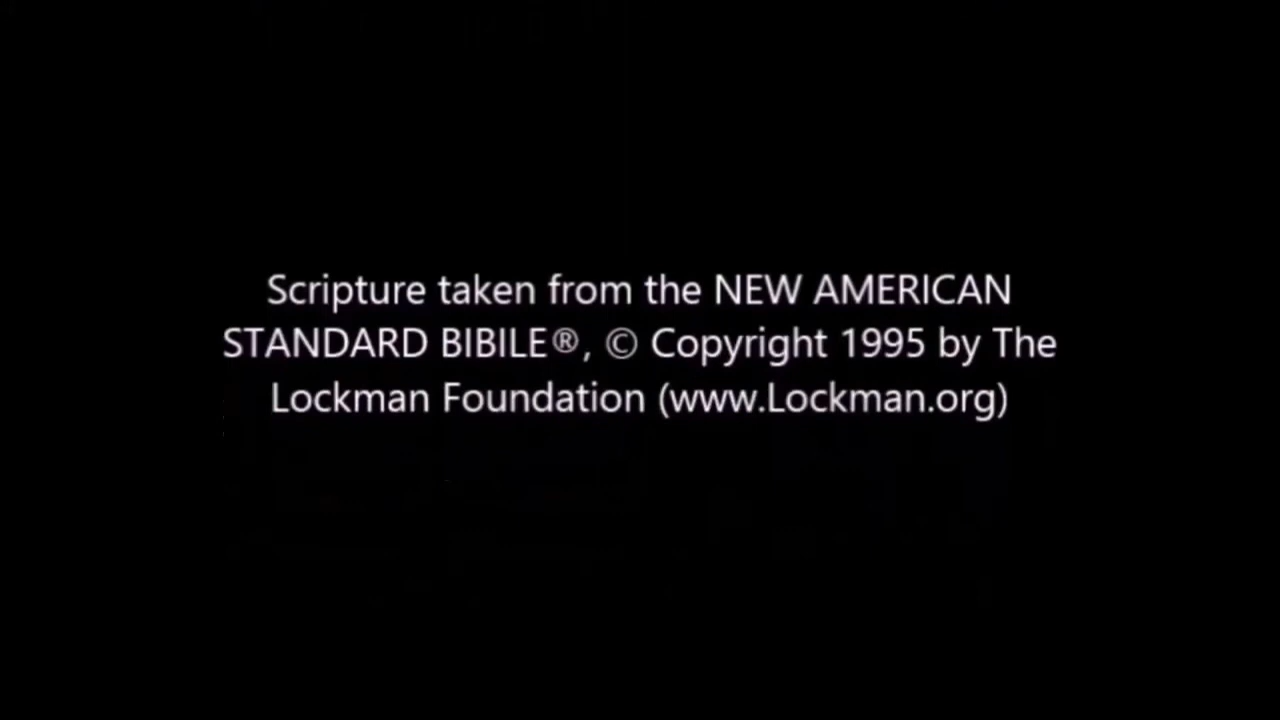 Scripture taken from the NEW AMERICAN
STANDARD BIBILE®, © Copyright 1995 by The
Lockman Foundation (www.Lockman.org)